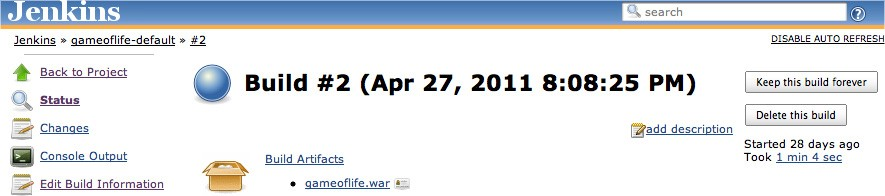 Jenkins
search
Jenkins » gameoflife-default » #2
DISABLE AUTO REFRESH
Back to Project
Status
Changes
Console Output
Edit Build Information
Build #2 (Apr 27, 2011 8:08:25 PM)
add description
Build Artifacts
gameoflife.war
Keep this build forever
Delete this build
Started 28 days ago
Took 1 min 4 sec